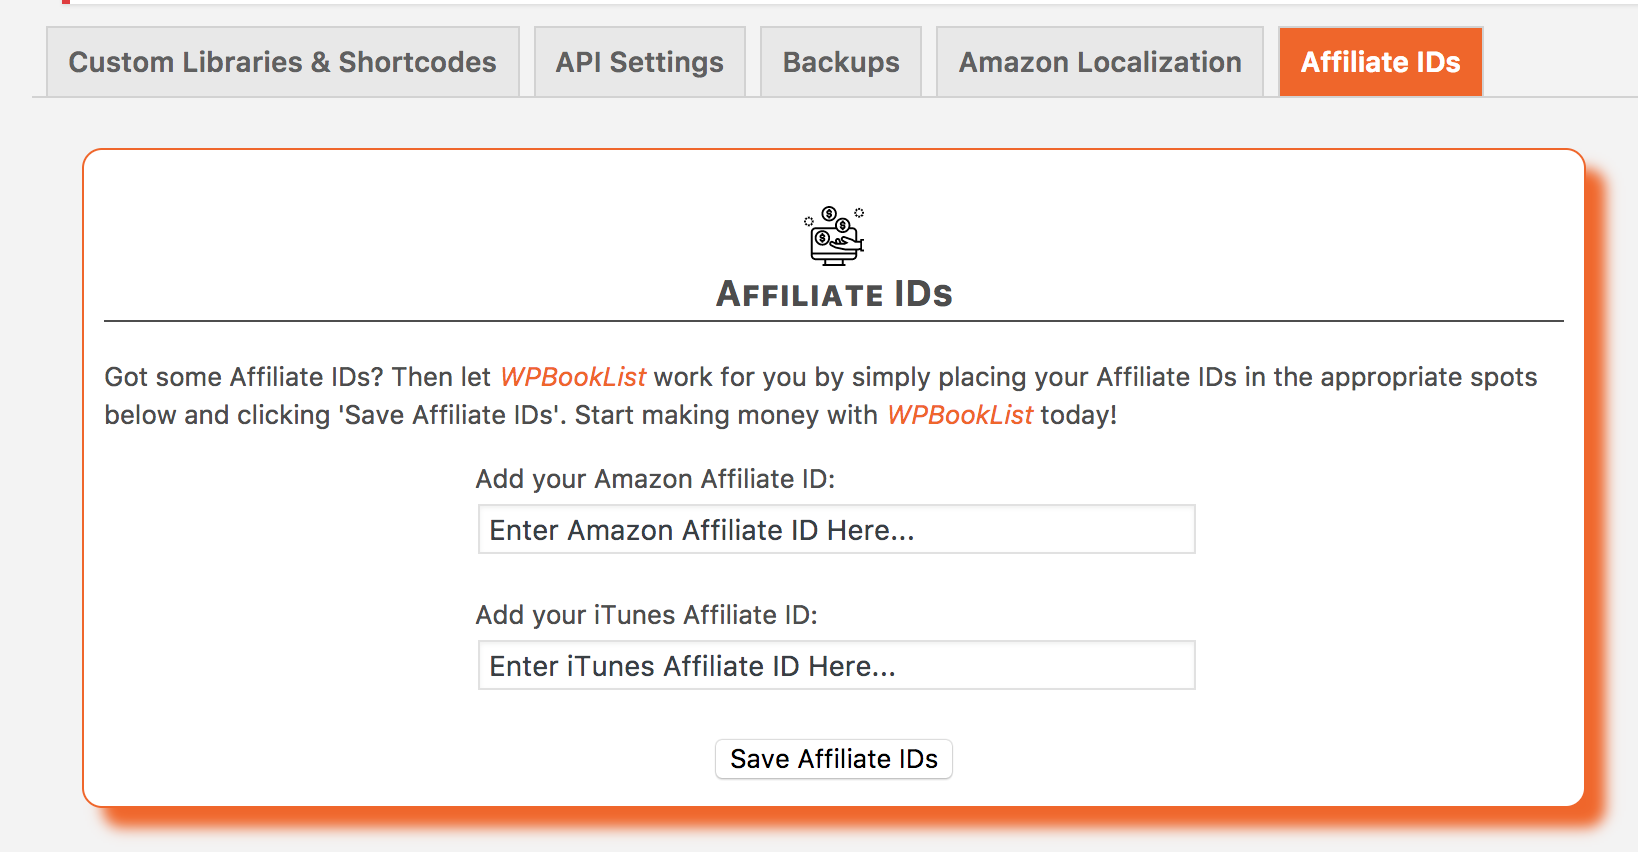 Custom Libraries & Shortcodes API Settings Backups Amazon Localization Affiliate IDs
Affiliate IDs
Got some Affiliate IDs? Then let WPBookList work for you by simply placing your Affiliate IDs in the appropriate spots
below and clicking 'Save Affiliate IDs'. Start making money with WPBookList today!
Add your Amazon Affiliate ID:
Enter Amazon Affiliate ID Here...
Add your iTunes Affiliate ID:
Enter iTunes Affiliate ID Here...
Save Affiliate IDs